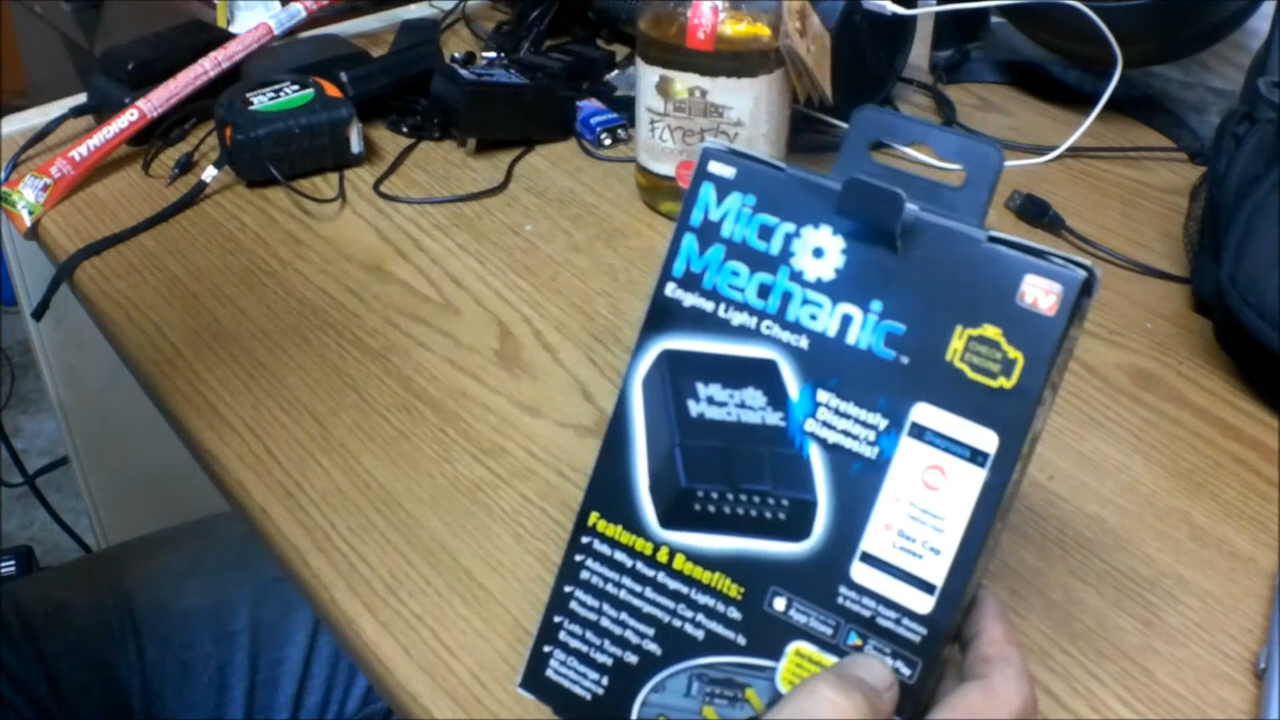 ORIGINAL
Firefly
Micro
Mechanic
Engine Light Check
TV
CHECK
ENGINE
Micro
Mechanic
Wirelessly
Displays
Diagnosis!
Diagnosis
Gas Cap
Loose
Features & Benefits:
✓ Tells Why Your Engine Light Is On
✓ Advises How Severe Car Problem Is
(If It's An Emergency or Not)
✓ Helps You Prevent
Repair Shop Rip-Offs
✓ Lets You Turn Off
Engine Light
✓ Oil Change &
Maintenance
Reminders
App Store
Google Play